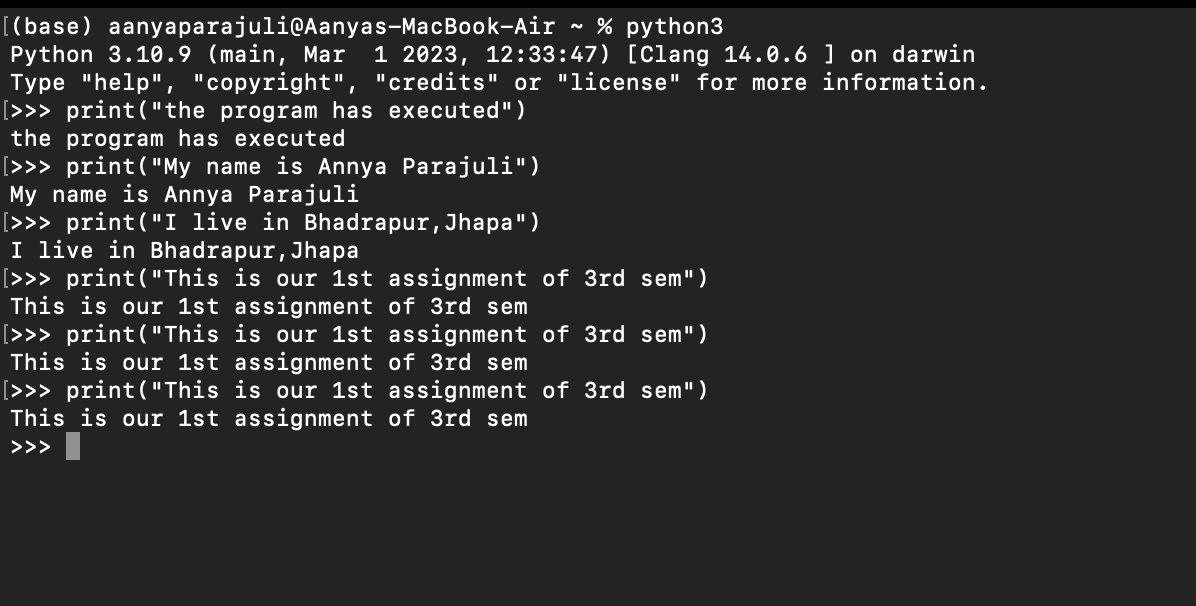 [(base) aanyaparajuli@Aanyas-MacBook-Air ~ % python3
Python 3.10.9 (main, Mar  1 2023, 12:33:47) [Clang 14.0.6 ] on darwin
Type "help", "copyright", "credits" or "license" for more information.
[>>> print("the program has executed")
the program has executed
[>>> print("My name is Annya Parajuli")
My name is Annya Parajuli
[>>> print("I live in Bhadrapur,Jhapa")
I live in Bhadrapur,Jhapa
[>>> print("This is our 1st assignment of 3rd sem")
This is our 1st assignment of 3rd sem
[>>> print("This is our 1st assignment of 3rd sem")
This is our 1st assignment of 3rd sem
[>>> print("This is our 1st assignment of 3rd sem")
This is our 1st assignment of 3rd sem
>>>